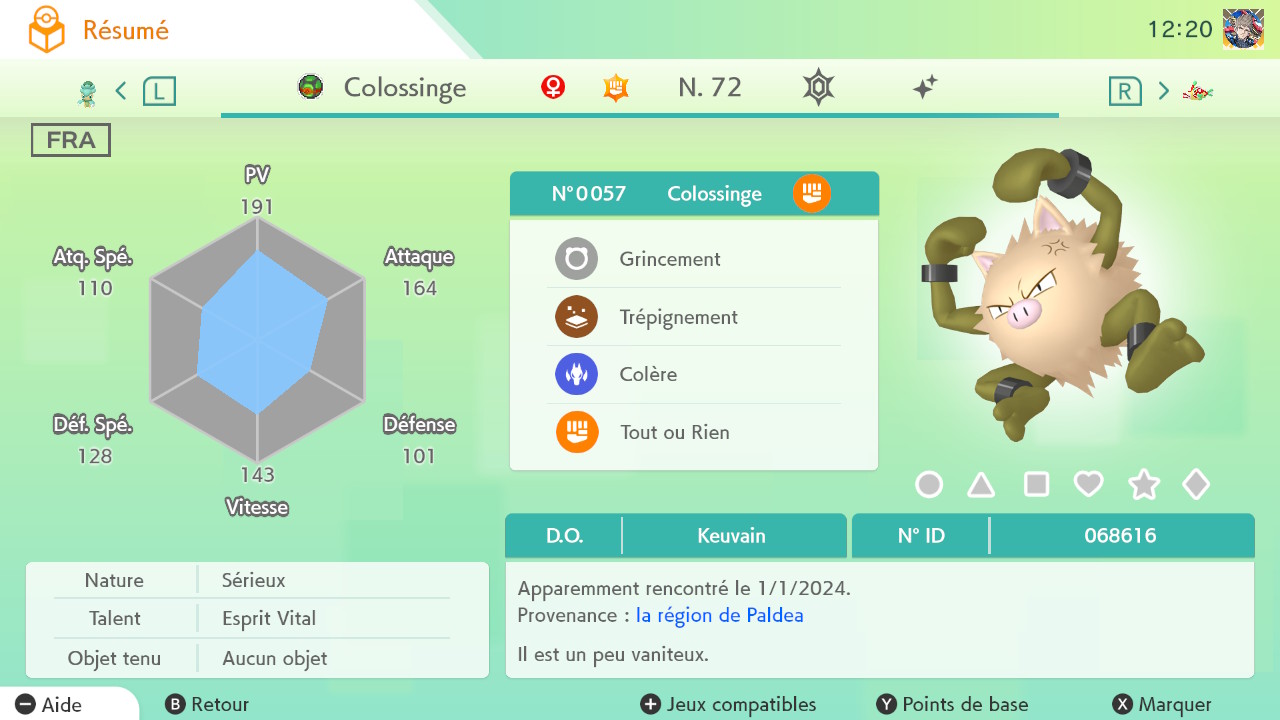 Résumé
12:20
L
Colossinge
N. 72
R
FRA
PV
191
Atq. Spé.
110
Attaque
164
Déf. Spé.
128
Défense
101
143
Vitesse
N°0057 Colossinge
Grincement
Trépignement
Colère
Tout ou Rien
D.O. Keuvain
N° ID 068616
Nature Sérieux
Talent Esprit Vital
Objet tenu Aucun objet
Apparemment rencontré le 1/1/2024.
Provenance : la région de Paldea
Il est un peu vaniteux.
Aide
B Retour
Jeux compatibles
Y Points de base
X Marquer